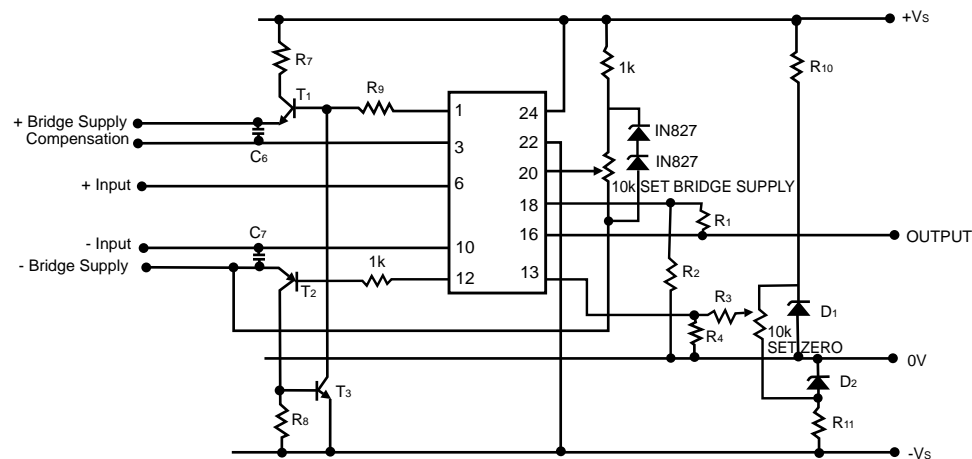 +Vs
R7
1k
R10
T1
R9
1
24
IN827
+ Bridge Supply
Compensation
C6
3
22
IN827
20
+ Input
6
10k SET BRIDGE SUPPLY
18
R1
- Input
C7
10
16
OUTPUT
- Bridge Supply
1k
12
13
R2
T2
R3
D1
R4
10k
SET ZERO
0V
T3
D2
R8
R11
-Vs